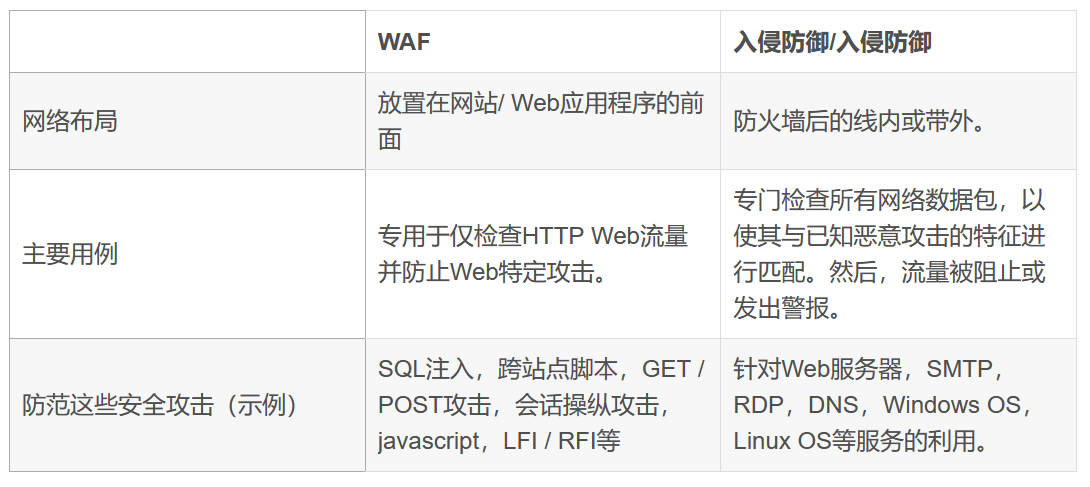 WAF
入侵防御/入侵防御
网络布局
放置在网站/ Web应用程序的前
面
防火墙后的线内或带外。
主要用例
专用于仅检查HTTP Web流量
并防止Web特定攻击。
专门检查所有网络数据包，以
使其与已知恶意攻击的特征进
行匹配。然后，流量被阻止或
发出警报。
防范这些安全攻击（示例）
SQL注入，跨站点脚本，GET /
POST攻击，会话操纵攻击，
javascript，LFI / RFI等
针对Web服务器，SMTP，
RDP，DNS，Windows OS，
Linux OS等服务的利用。